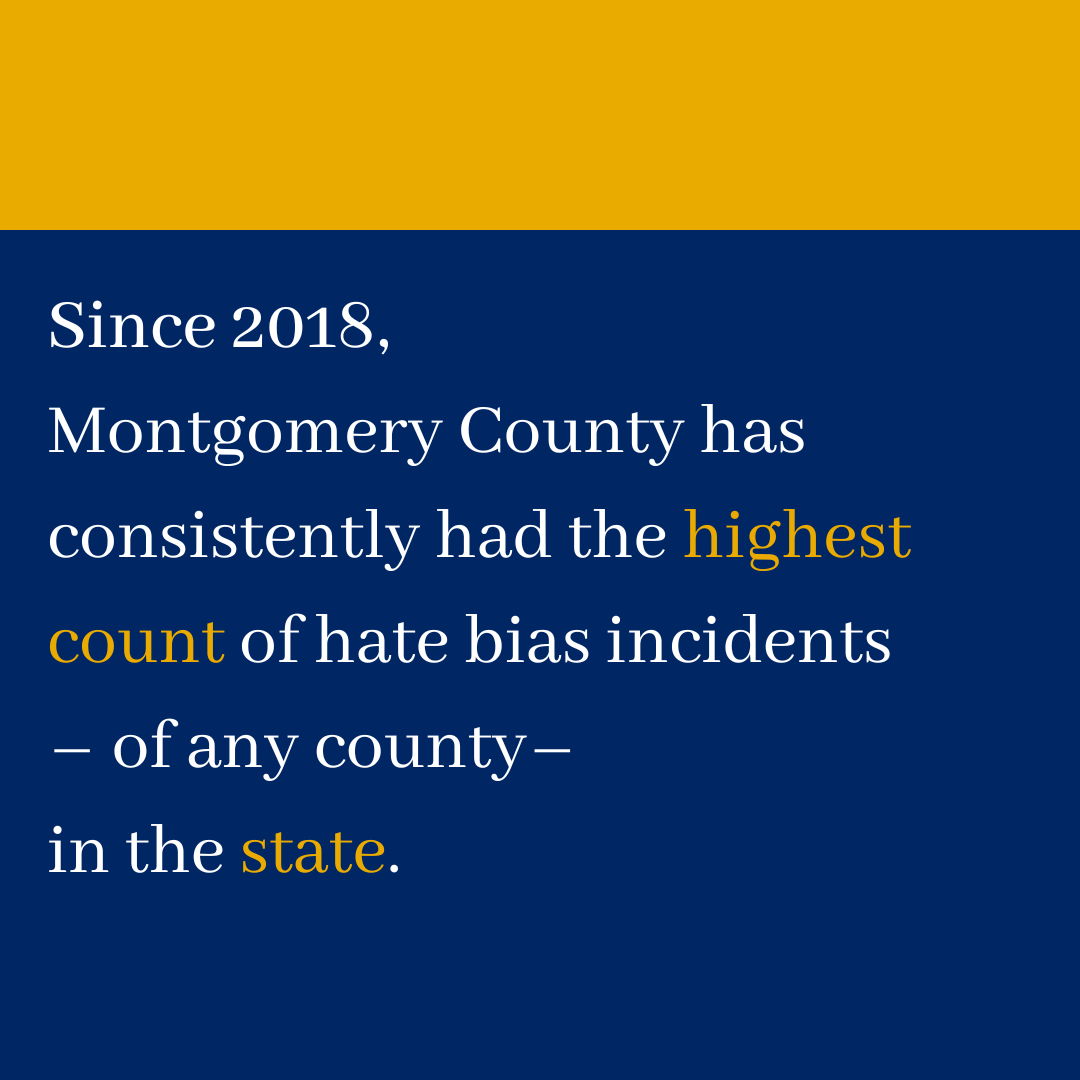 Since 2018,
Montgomery County has
consistently had the highest
count of hate bias incidents
– of any county–
in the state.